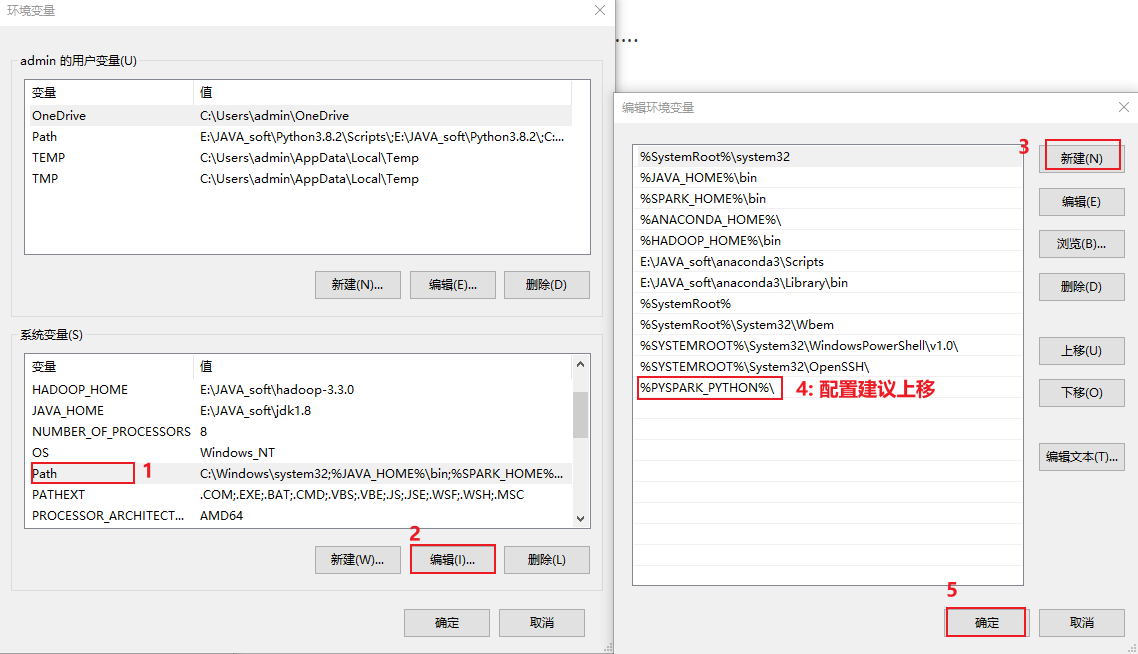 环境变量
admin 的用户变量(U)
变量 值
OneDrive C:\Users\admin\OneDrive
Path E:\JAVA_soft\Python3.8.2\Scripts\;E:\JAVA_soft\Python3.8.2\;C:...
TEMP C:\Users\admin\AppData\Local\Temp
TMP C:\Users\admin\AppData\Local\Temp
新建(N)... 编辑(E)... 删除(D)
系统变量(S)
变量 值
HADOOP_HOME E:\JAVA_soft\hadoop-3.3.0
JAVA_HOME E:\JAVA_soft\jdk1.8
NUMBER_OF_PROCESSORS 8
OS Windows_NT
Path 1 C:\Windows\system32;%JAVA_HOME%\bin;%SPARK_HOME%...
PATHEXT .COM;.EXE;.BAT;.CMD;.VBS;.VBE;.JS;.JSE;.WSF;.WSH;.MSC
PROCESSOR_ARCHITECT... AMD64
2
新建(W)... 编辑(I)... 删除(L)
确定 取消
....
编辑环境变量
%SystemRoot%\system32
%JAVA_HOME%\bin
%SPARK_HOME%\bin
%ANACONDA_HOME%\
%HADOOP_HOME%\bin
E:\JAVA_soft\anaconda3\Scripts
E:\JAVA_soft\anaconda3\Library\bin
%SystemRoot%
%SystemRoot%\System32\Wbem
%SYSTEMROOT%\System32\WindowsPowerShell\v1.0\
%SYSTEMROOT%\System32\OpenSSH\
%PYSPARK_PYTHON%\ 4: 配置建议上移
3 新建(N)
编辑(E)
浏览(B)...
删除(D)
上移(U)
下移(O)
编辑文本(T)...
5
确定 取消